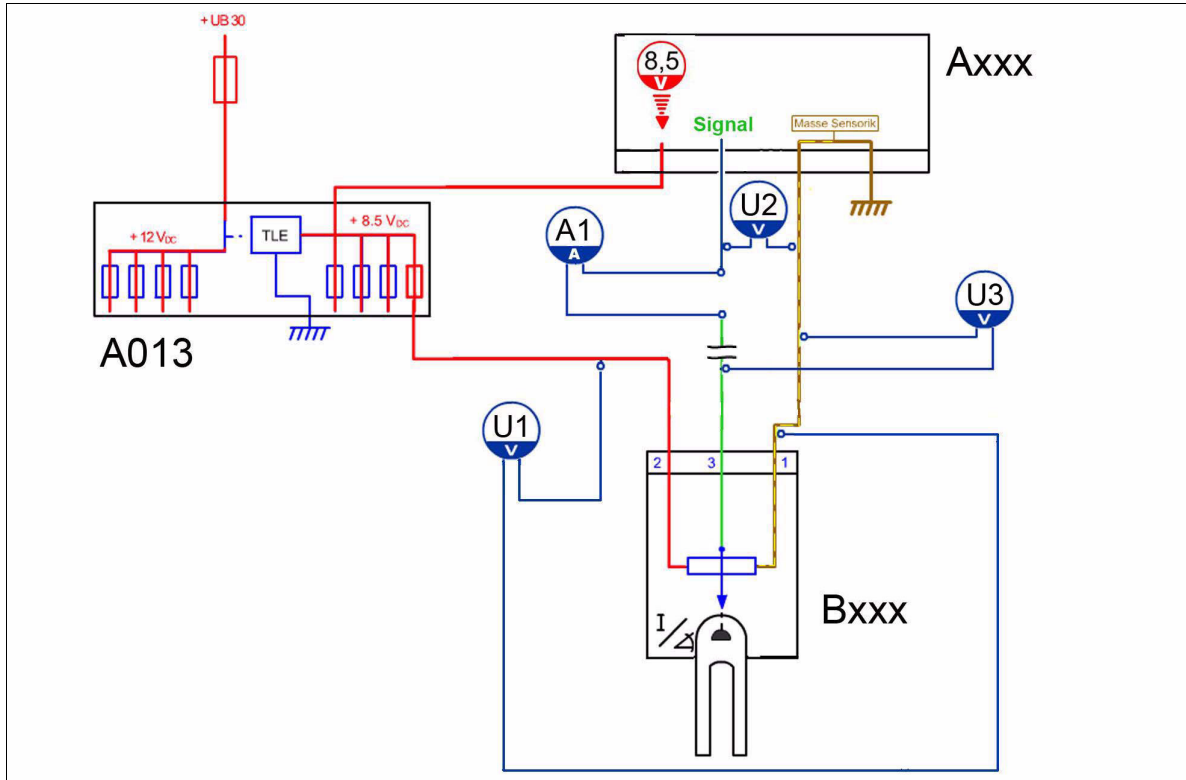 + UB 30
8,5
V
Axxx
Signal
Masse Sensorik
U2
V
A1
A
+ 12 VDC
TLE
+ 8.5 VDC
U3
V
A013
U1
V
2 3 1
Bxxx
I